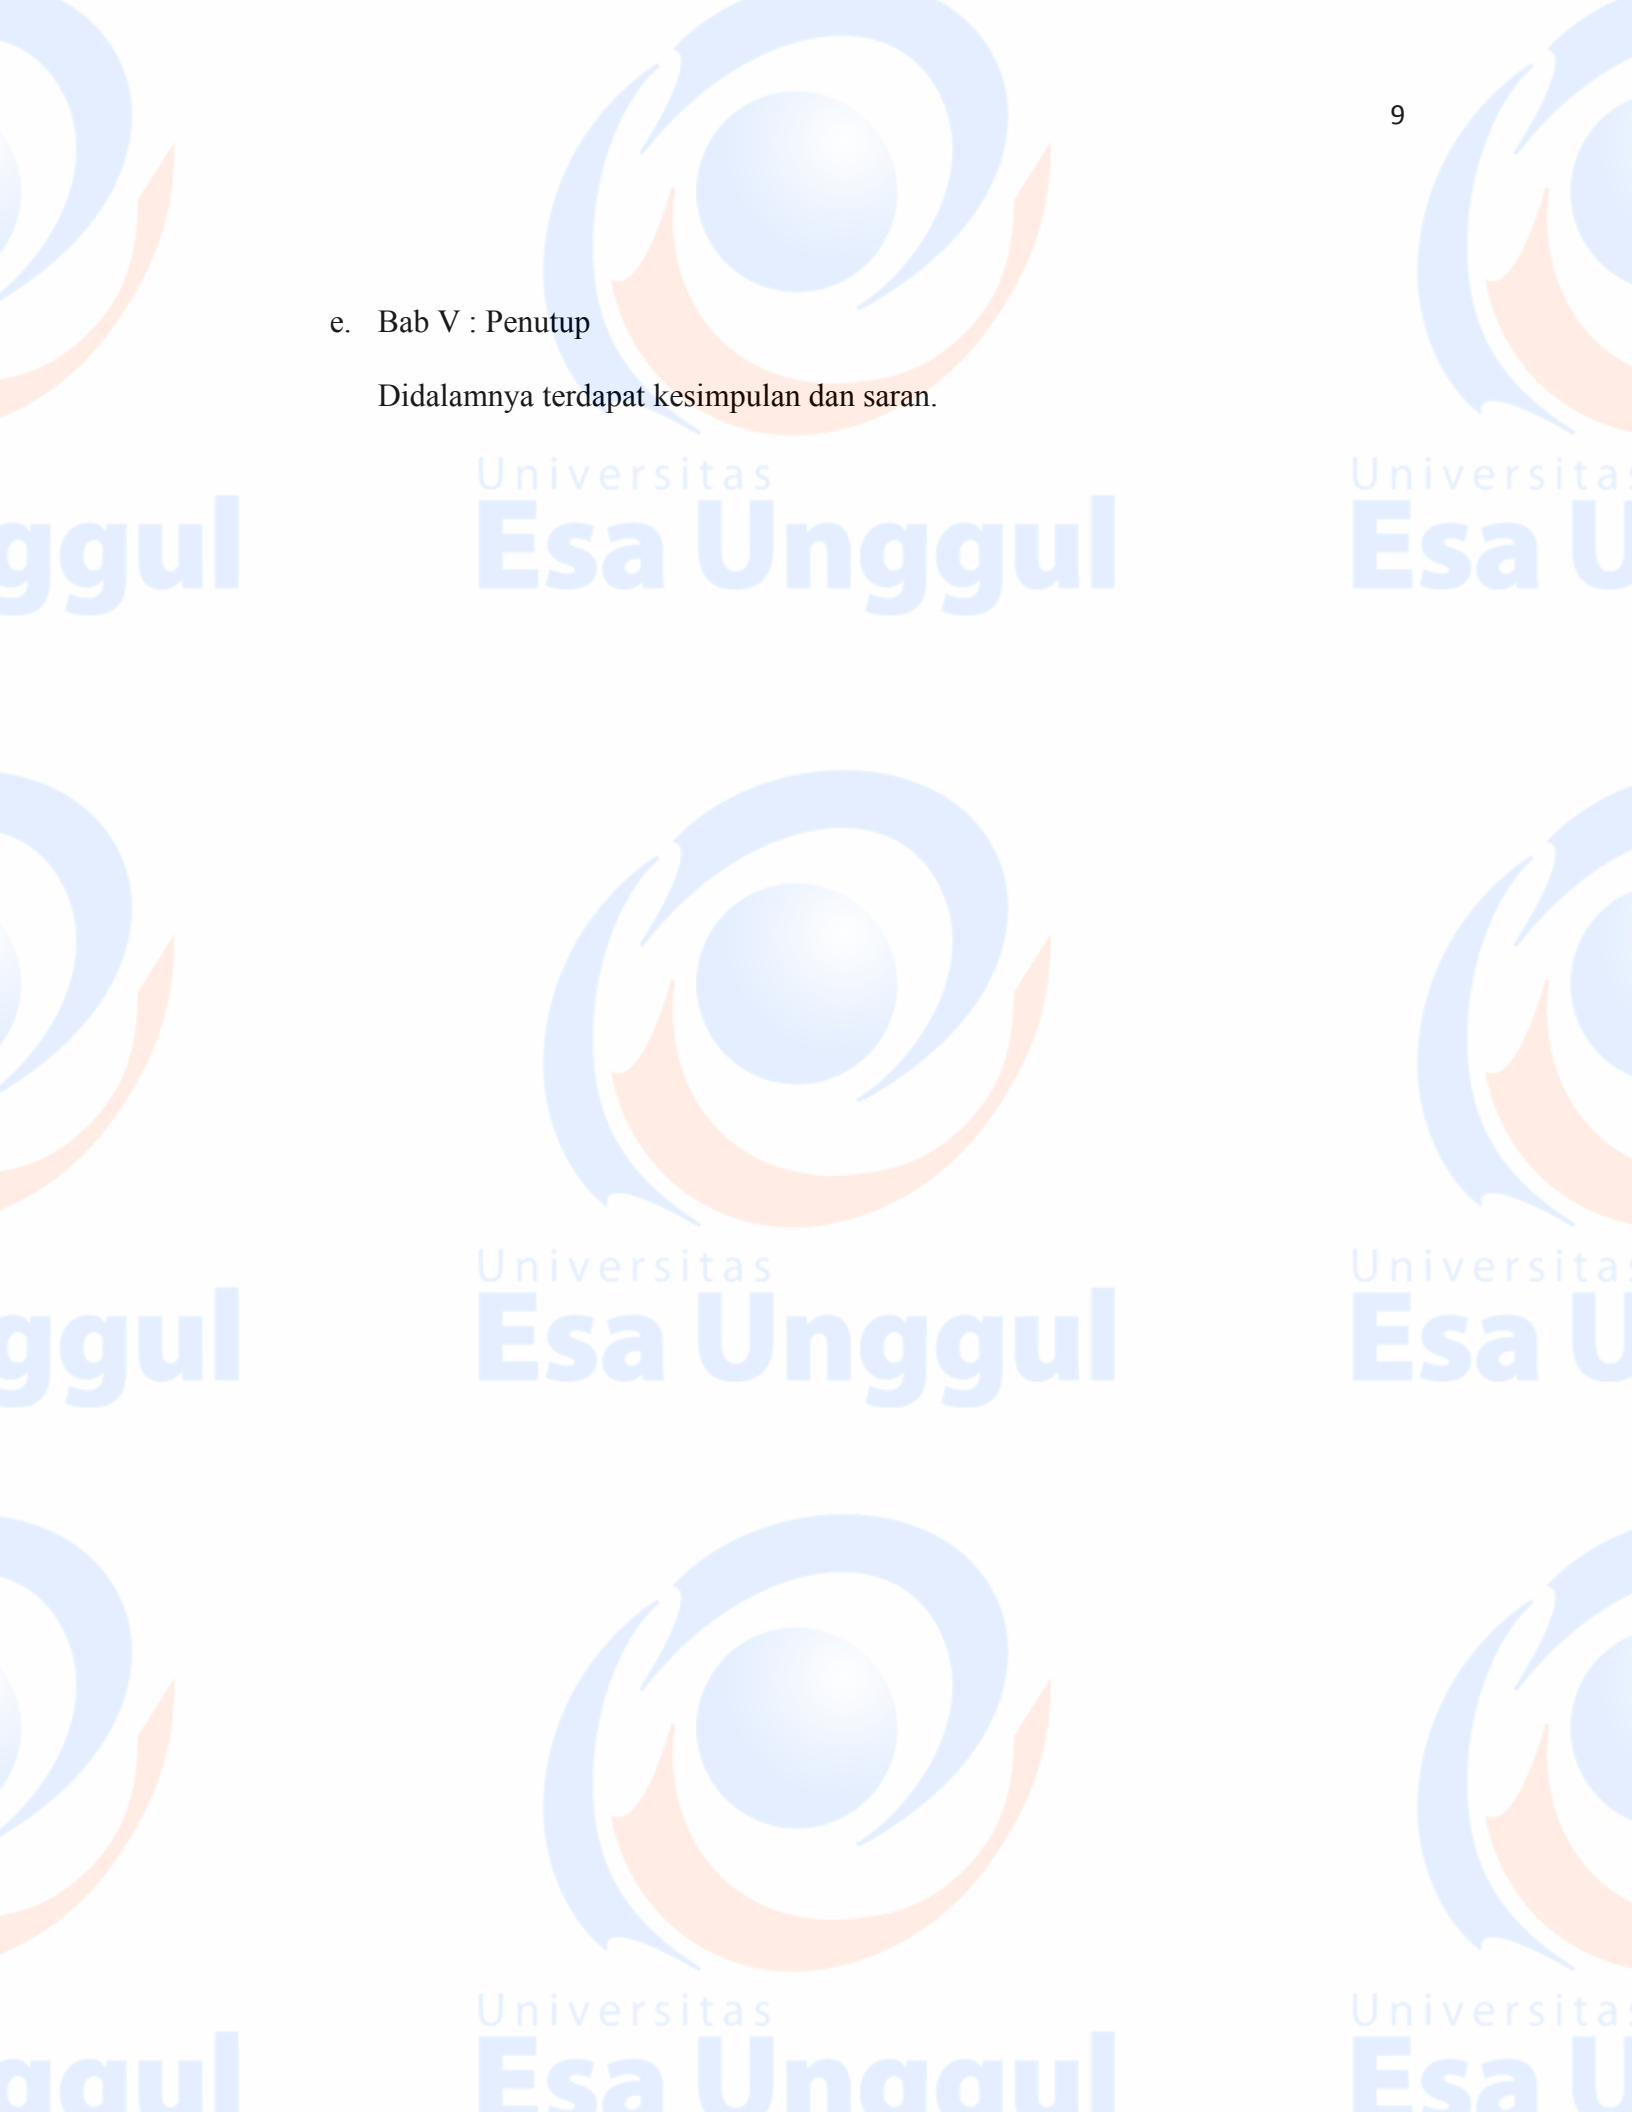 9
e. Bab V : Penutup
Didalamnya terdapat kesimpulan dan saran.
Universitas
Esa Unggul
Universitas
Esa Unggul
Universitas
Esa Unggul